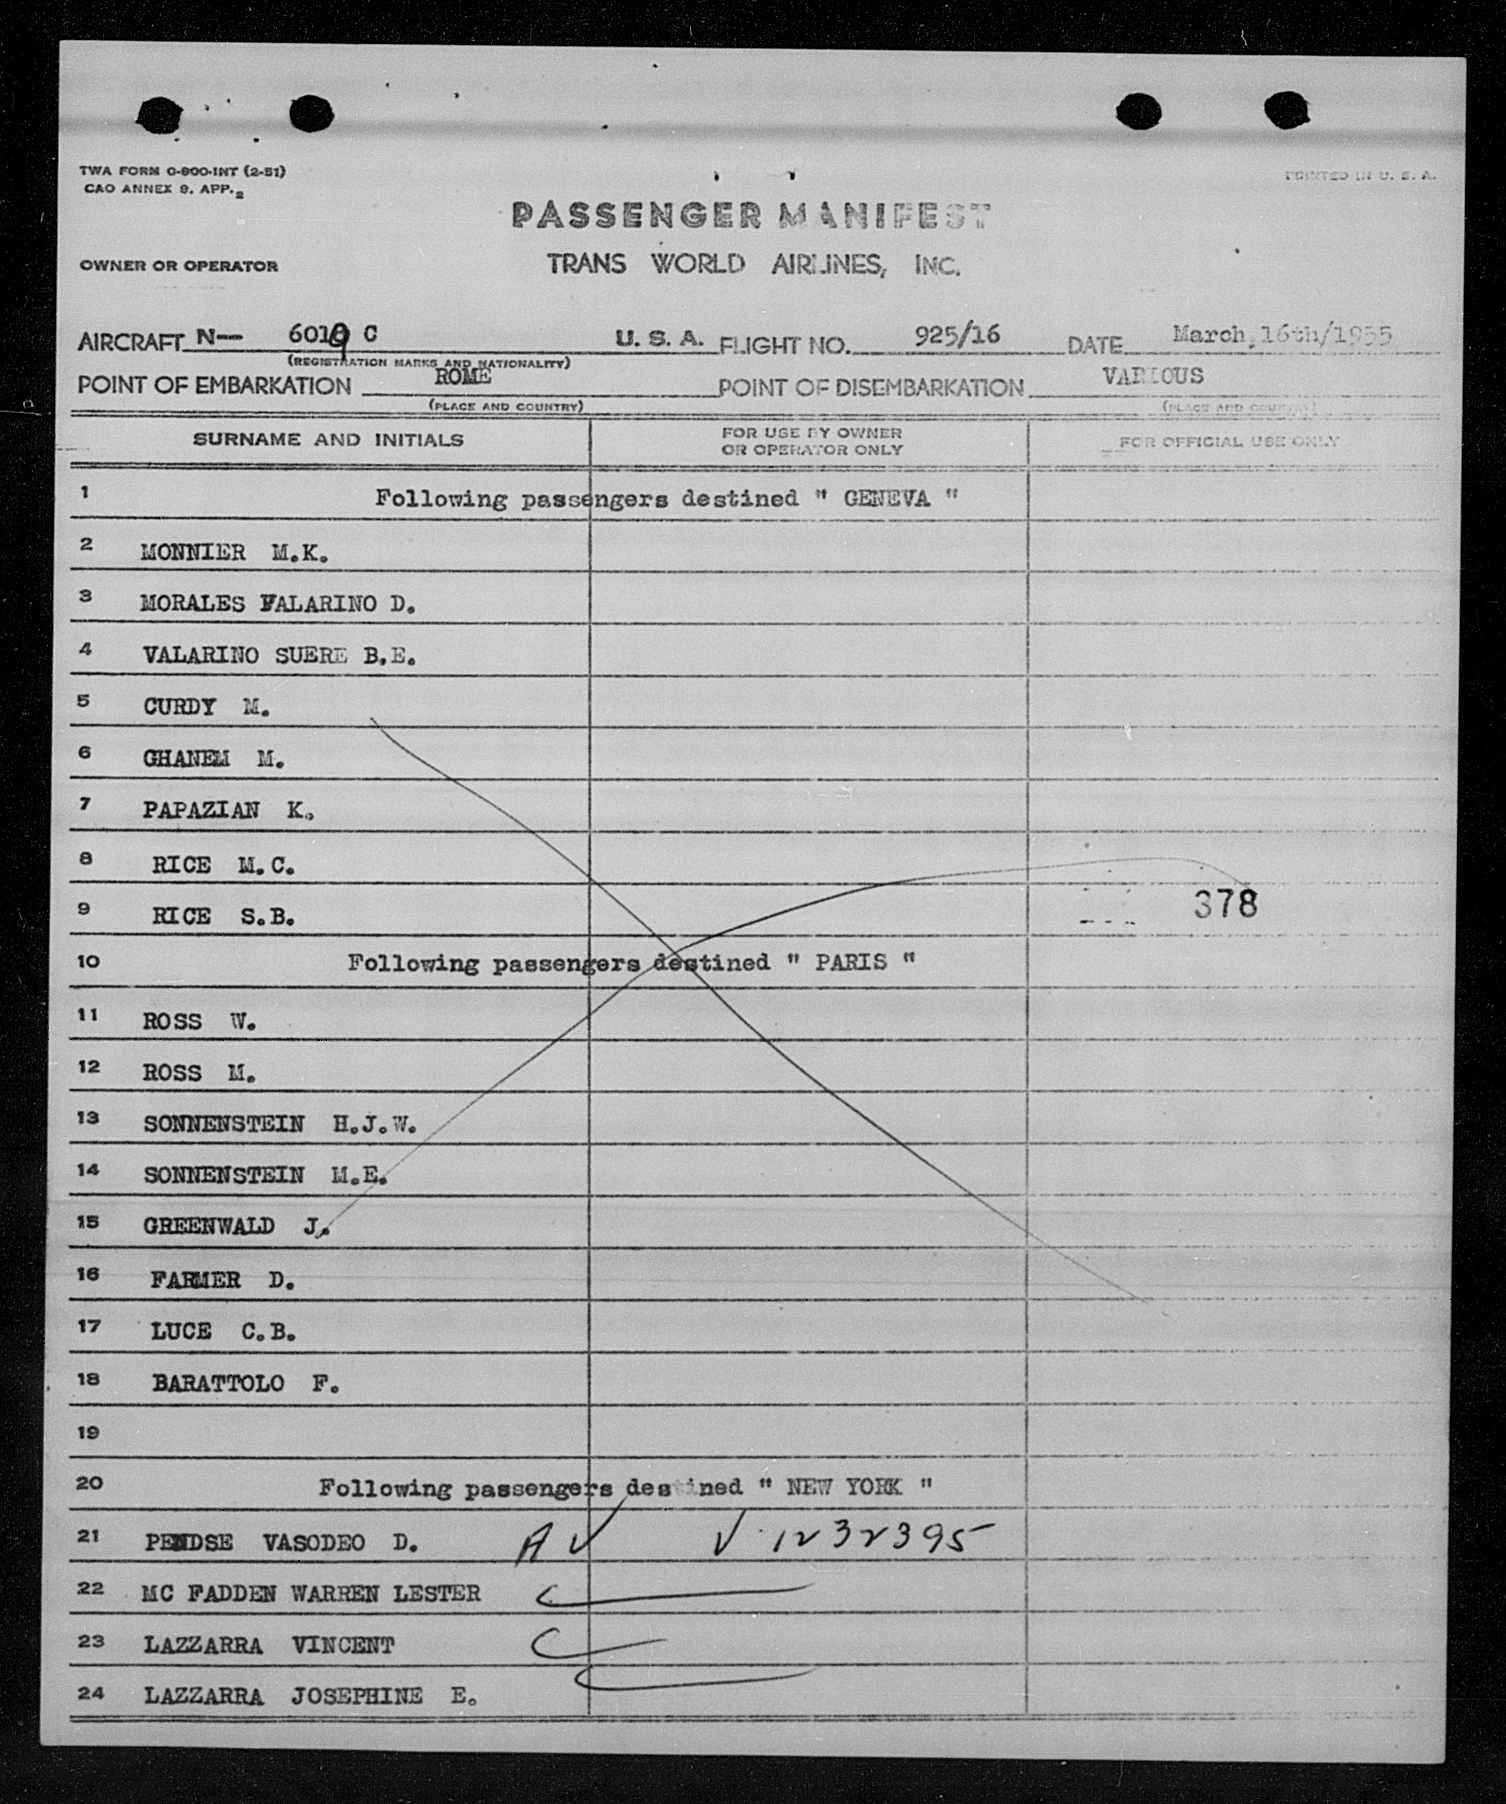 TWA FORM O-800-INT (2-51)
CAO ANNEX 9. APP. 2
PRINTED IN U. S. A.
PASSENGER MANIFEST
OWNER OR OPERATOR
TRANS WORLD AIRLINES, INC.
AIRCRAFT N-- 6019 C U. S. A. FLIGHT NO. 925/16 DATE March,16th/1955
(REGISTRATION MARKS AND NATIONALITY)
POINT OF EMBARKATION ROME POINT OF DISEMBARKATION VARIOUS
(PLACE AND COUNTRY) (PLACE AND COUNTRY)
SURNAME AND INITIALS FOR USE BY OWNER OR OPERATOR ONLY FOR OFFICIAL USE ONLY
1 Following passengers destined " GENEVA "
2 MONNIER M.K.
3 MORALES FALARINO D.
4 VALARINO SUERE B.E.
5 CURDY M.
6 GHANEM M.
7 PAPAZIAN K.
8 RICE M.C.
9 RICE S.B. 378
10 Following passengers destined " PARIS "
11 ROSS W.
12 ROSS M.
13 SONNENSTEIN H.J.W.
14 SONNENSTEIN M.E.
15 GREENWALD J.
16 FARMER D.
17 LUCE C.B.
18 BARATTOLO F.
19
20 Following passengers destined " NEW YORK "
21 PENDSE VASODEO D. A V V 1232395
22 MC FADDEN WARREN LESTER C
23 LAZZARRA VINCENT C
24 LAZZARRA JOSEPHINE E. C